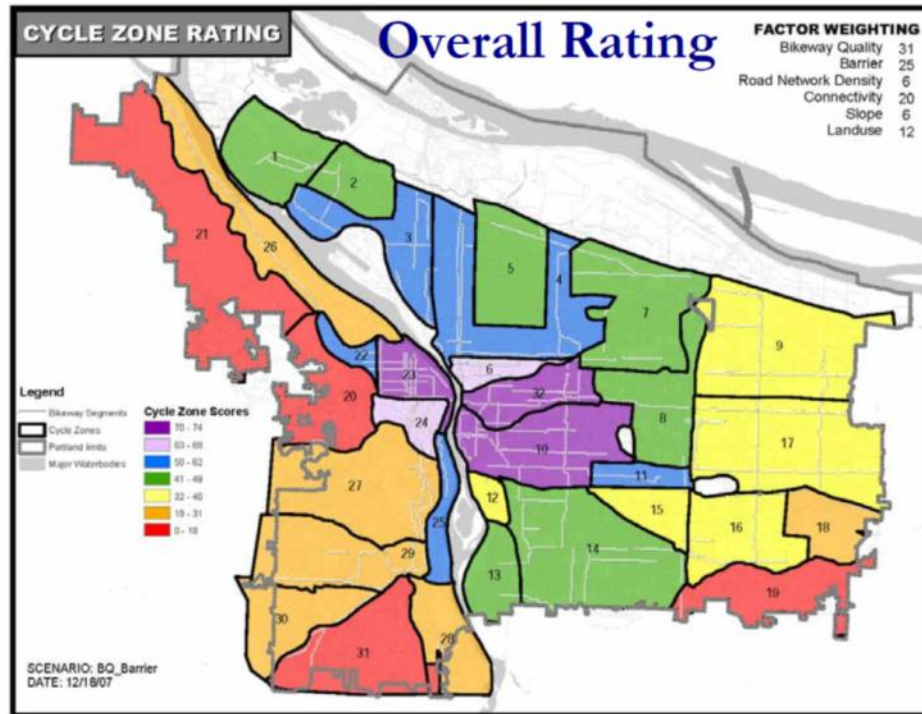 CYCLE ZONE RATING
Overall Rating
FACTOR WEIGHTING
Bikeway Quality 31
Barrier 25
Road Network Density 6
Connectivity 20
Slope 6
Landuse 12
1
2
3
4
5
21
26
7
9
22
23
6
32
20
24
8
17
10
11
27
12
15
25
16
18
29
14
13
19
30
28
31
Legend
Bikeway Segments
Cycle Zones
Portland limits
Major Waterbodies
Cycle Zone Scores
70 - 74
63 - 69
50 - 62
41 - 49
32 - 40
19 - 31
0 - 18
SCENARIO: BQ_Barrier
DATE: 12/18/07